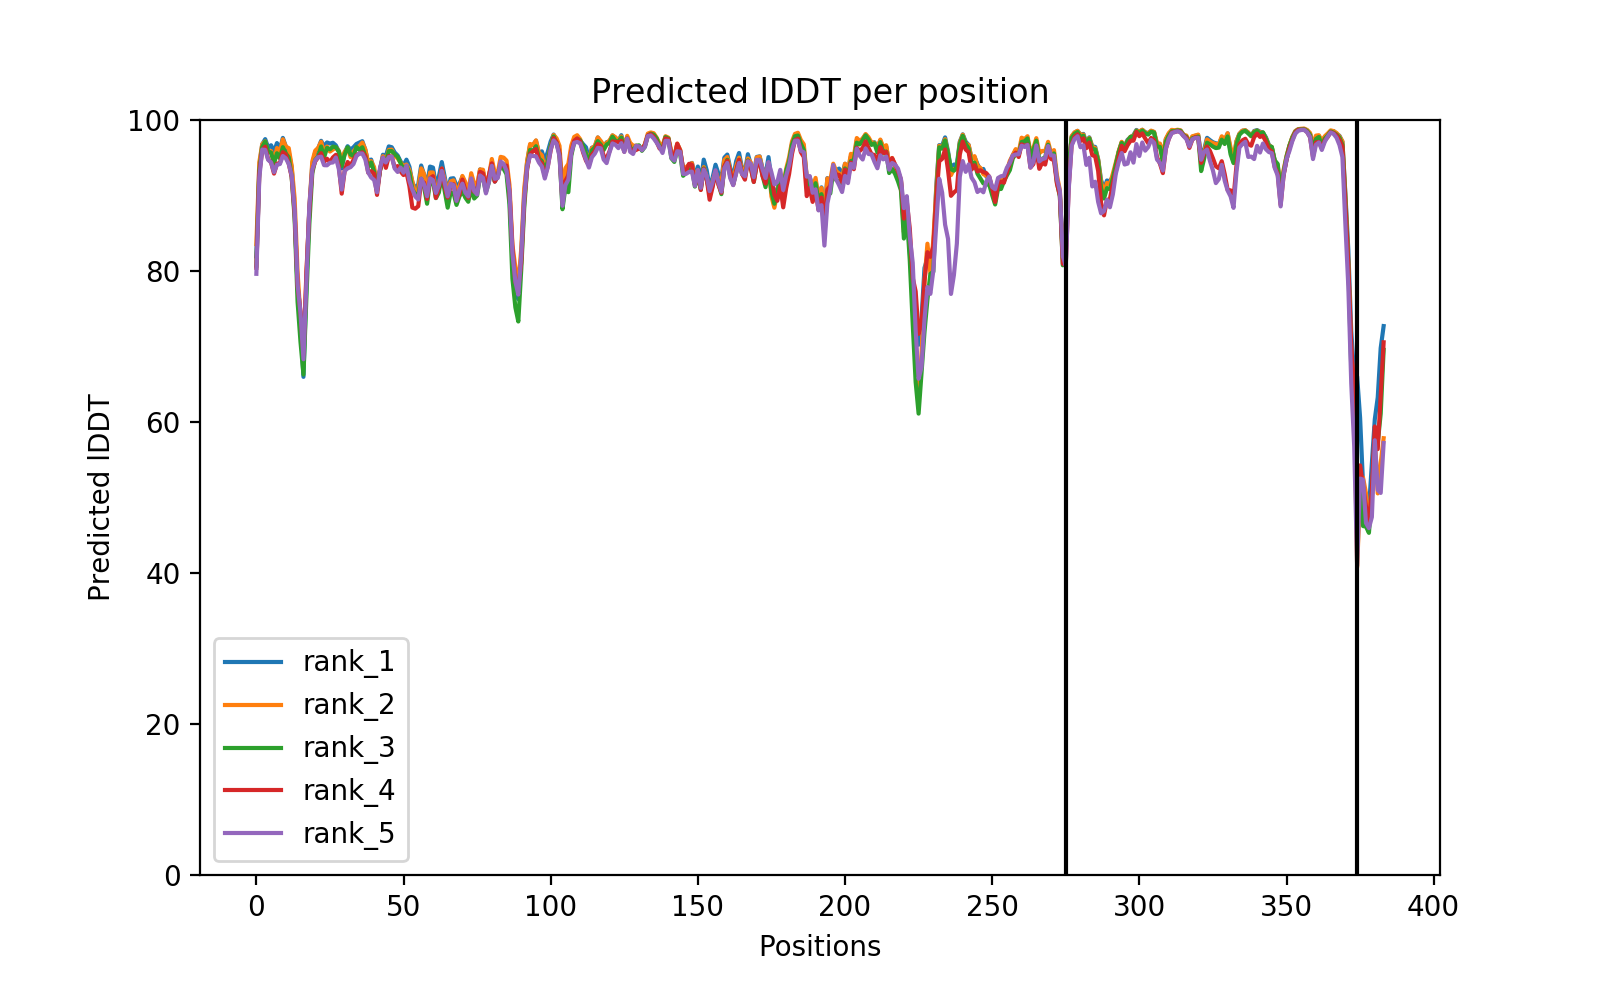 Predicted lDDT per position
100
80
60
40
20
0
Predicted lDDT
rank_1
rank_2
rank_3
rank_4
rank_5
0 50 100 150 200 250 300 350 400
Positions